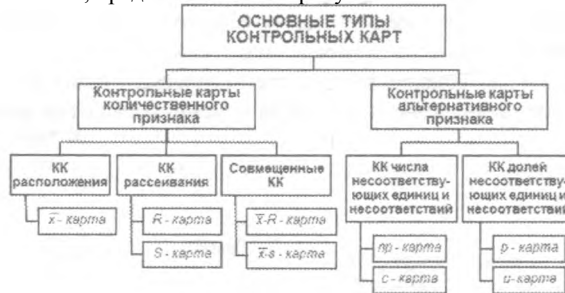 ОСНОВНЫЕ ТИПЫ
КОНТРОЛЬНЫХ КАРТ
Контрольные карты
количественного
признака
Контрольные карты
альтернативного
признака
КК
расположения
КК
рассеивания
Совмещенные
КК
КК числа
несоответству-
ющих единиц и
несоответствий
КК долей
несоответству-
ющих единиц и
несоответствий
x̅ - карта
R - карта
x̅-R - карта
S - карта
x̅-s - карта
np - карта
p - карта
c - карта
u - карта